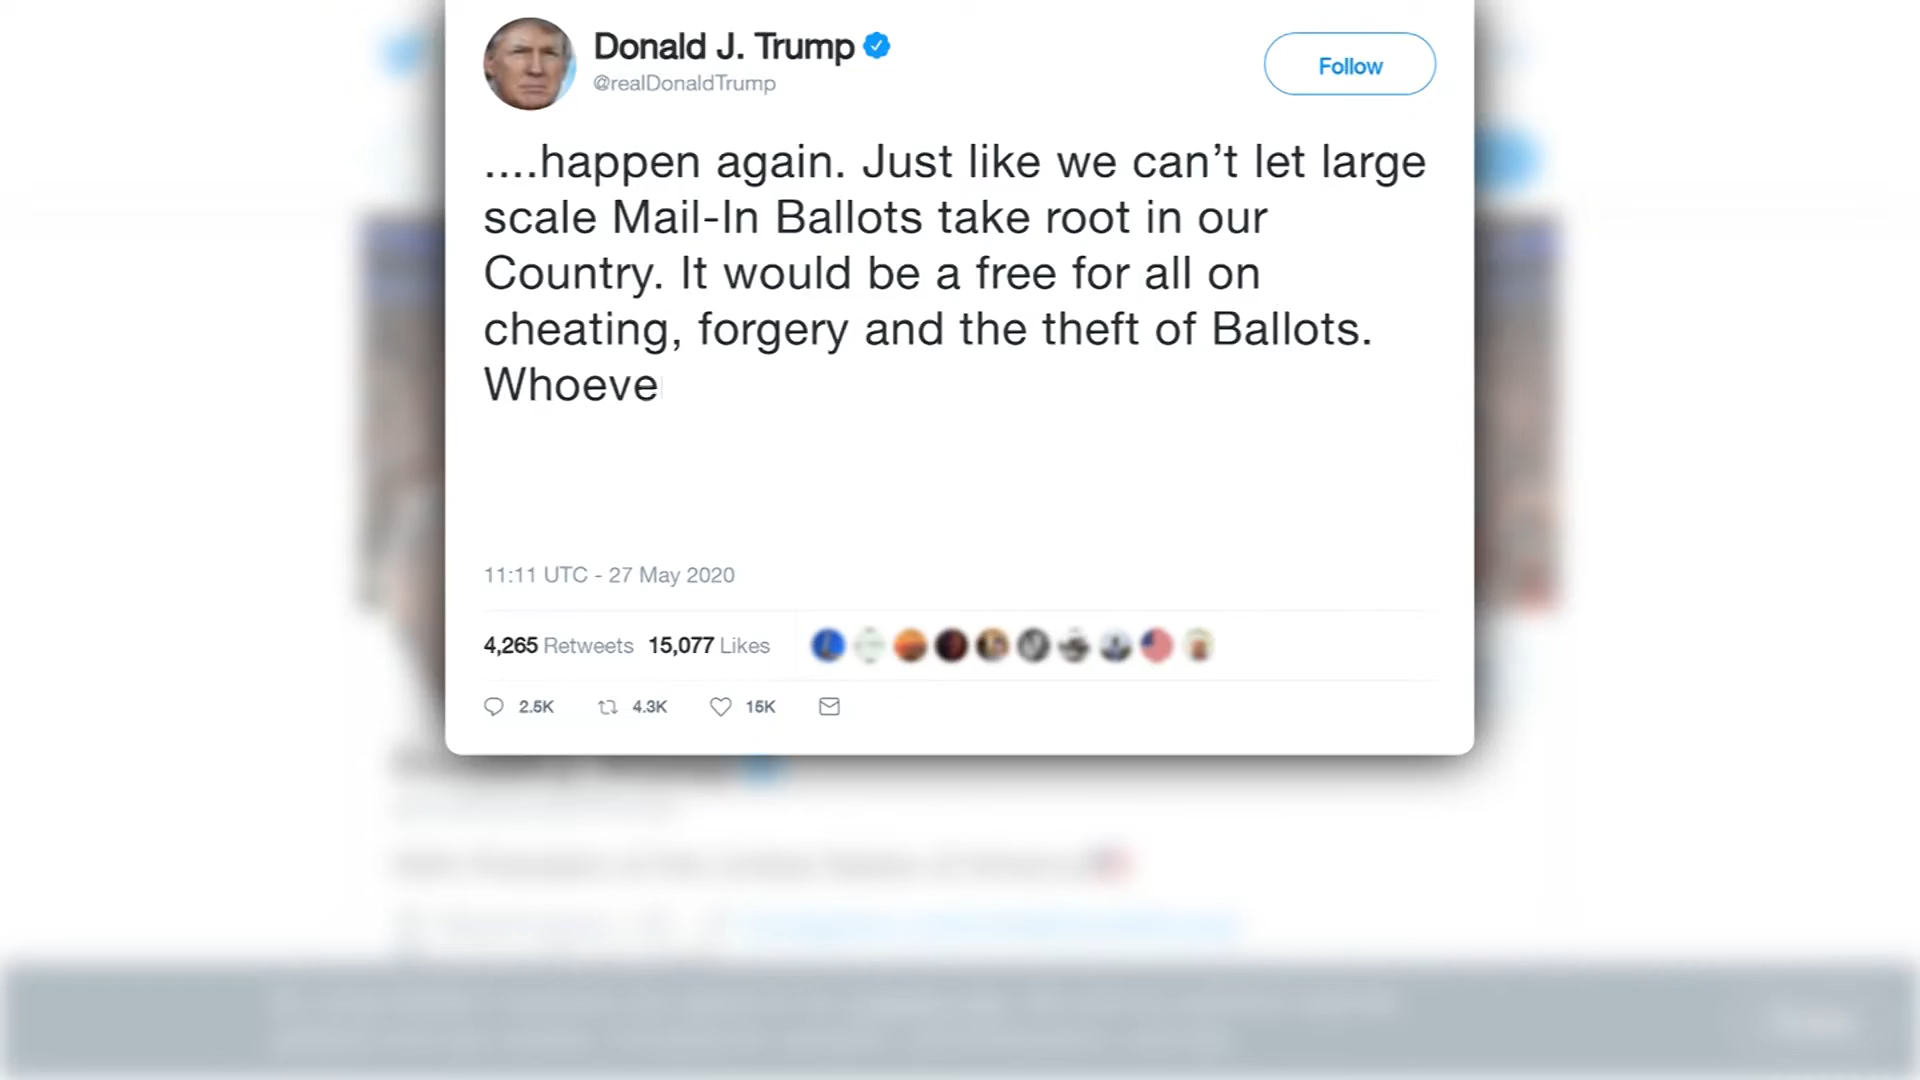 Donald J. Trump
@realDonaldTrump
Follow
....happen again. Just like we can’t let large
scale Mail-In Ballots take root in our
Country. It would be a free for all on
cheating, forgery and the theft of Ballots.
Whoeve
11:11 UTC - 27 May 2020
4,265 Retweets 15,077 Likes
2.5K 4.3K 15K